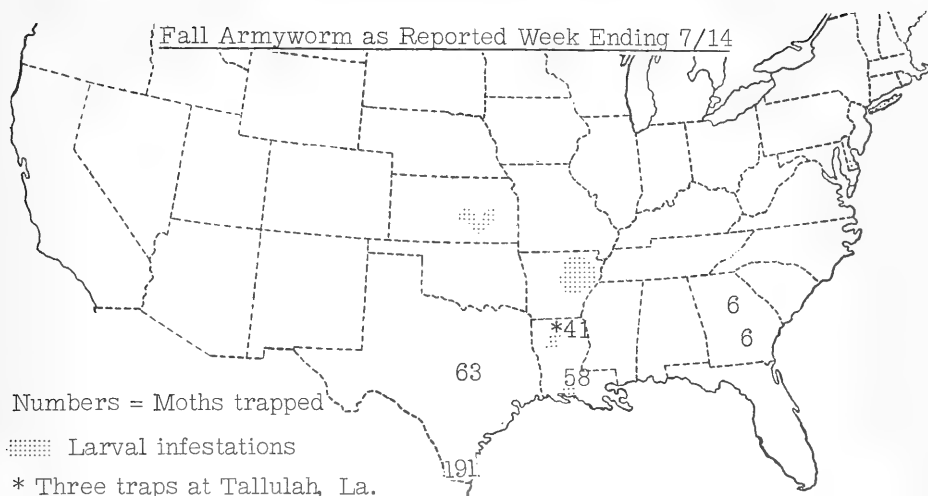 Fall Armyworm as Reported Week Ending 7/14
6
*41
6
63
58
Numbers = Moths trapped
Larval infestations
191
* Three traps at Tallulah, La.